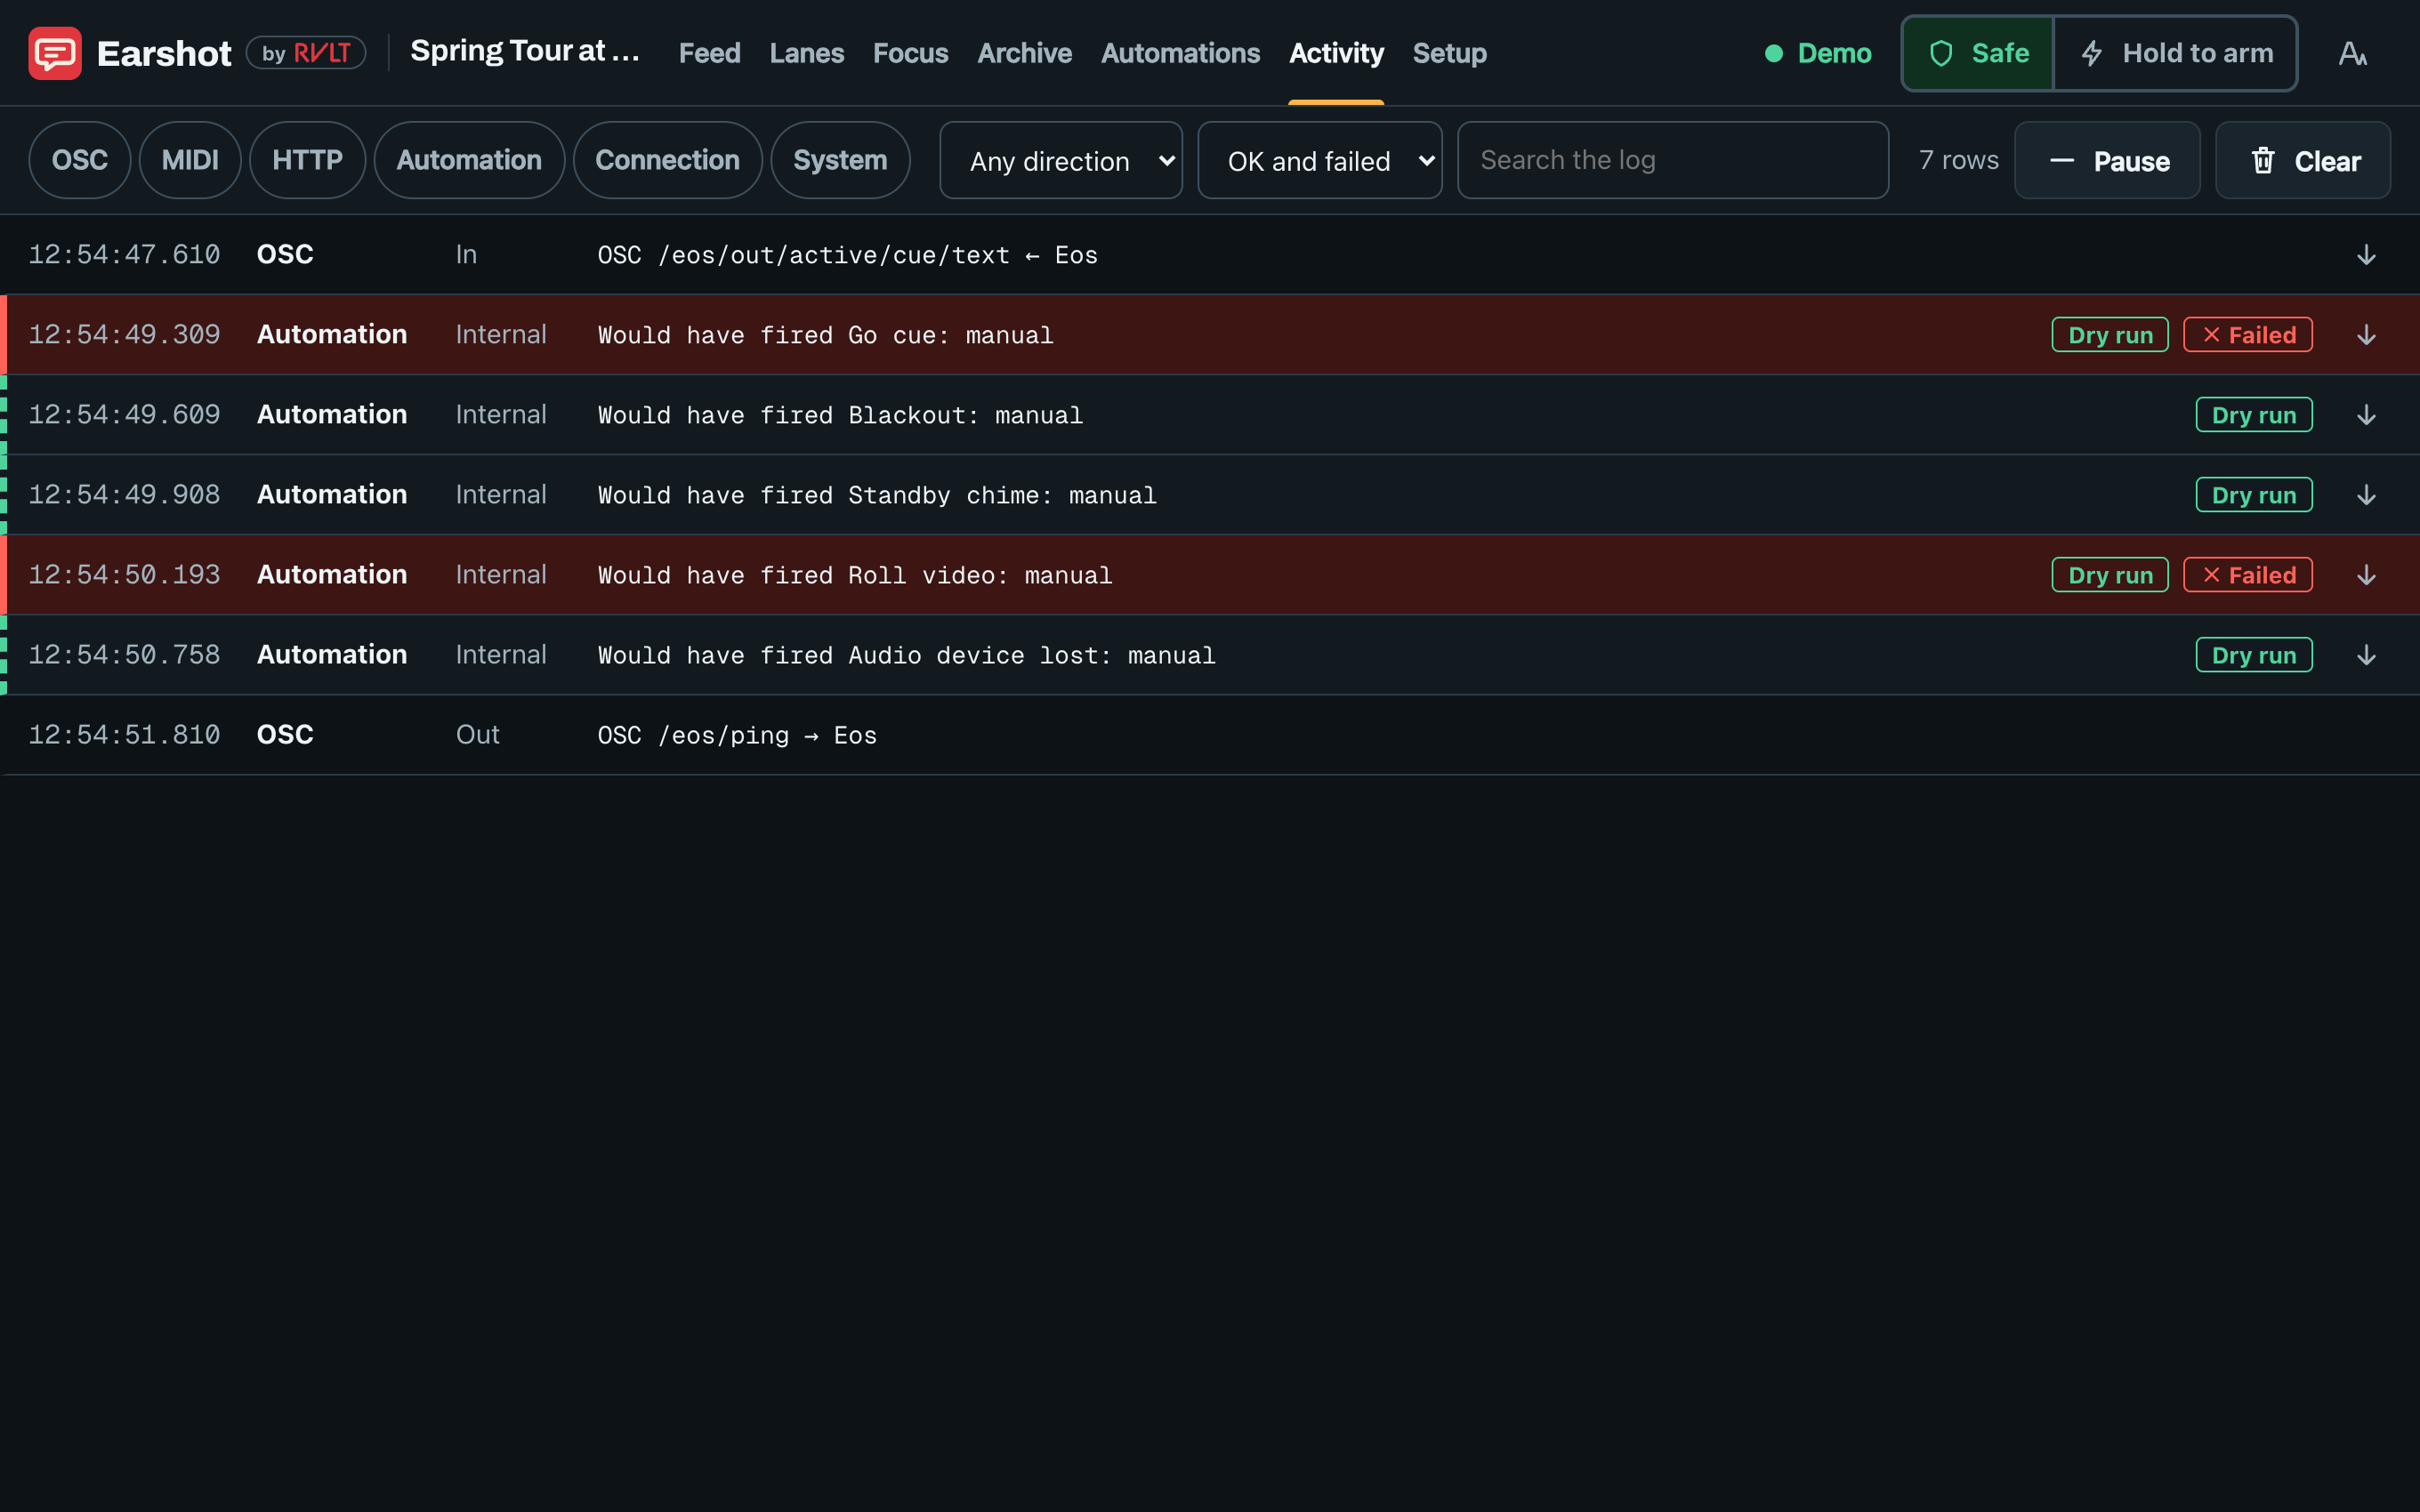 Earshot by RVLT Spring Tour at ... Feed Lanes Focus Archive Automations Activity Setup Demo Safe Hold to arm
OSC MIDI HTTP Automation Connection System Any direction OK and failed Search the log 7 rows Pause Clear
12:54:47.610 OSC In OSC /eos/out/active/cue/text ← Eos
12:54:49.309 Automation Internal Would have fired Go cue: manual Dry run Failed
12:54:49.609 Automation Internal Would have fired Blackout: manual Dry run
12:54:49.908 Automation Internal Would have fired Standby chime: manual Dry run
12:54:50.193 Automation Internal Would have fired Roll video: manual Dry run Failed
12:54:50.758 Automation Internal Would have fired Audio device lost: manual Dry run
12:54:51.810 OSC Out OSC /eos/ping → Eos